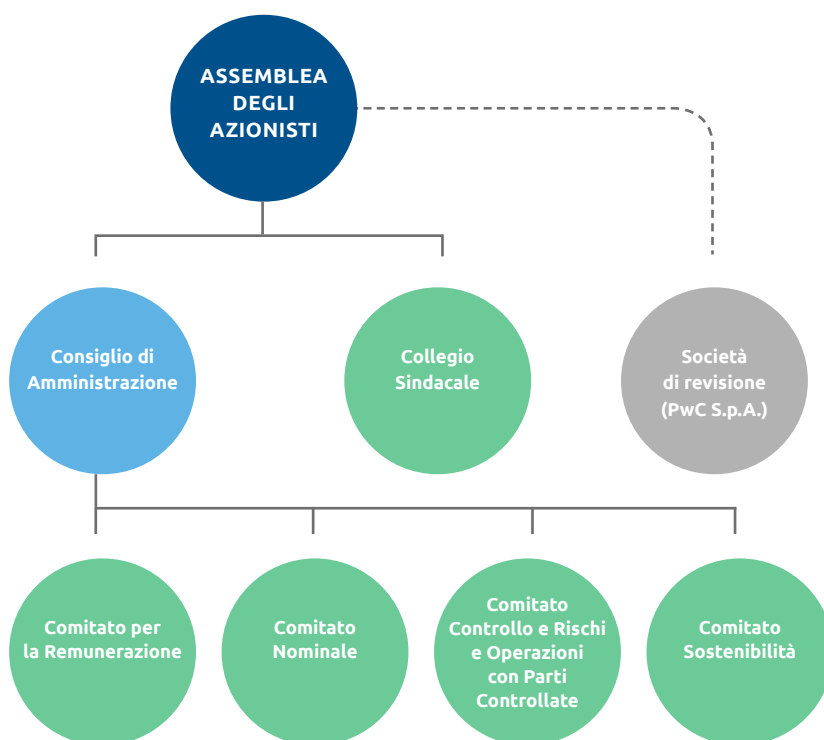 ASSEMBLEA
DEGLI
AZIONISTI
Consiglio di
Amministrazione
Collegio
Sindacale
Società
di revisione
(PwC S.p.A.)
Comitato per
la Remunerazione
Comitato
Nominale
Comitato
Controllo e Rischi
e Operazioni
con Parti
Controllate
Comitato
Sostenibilità